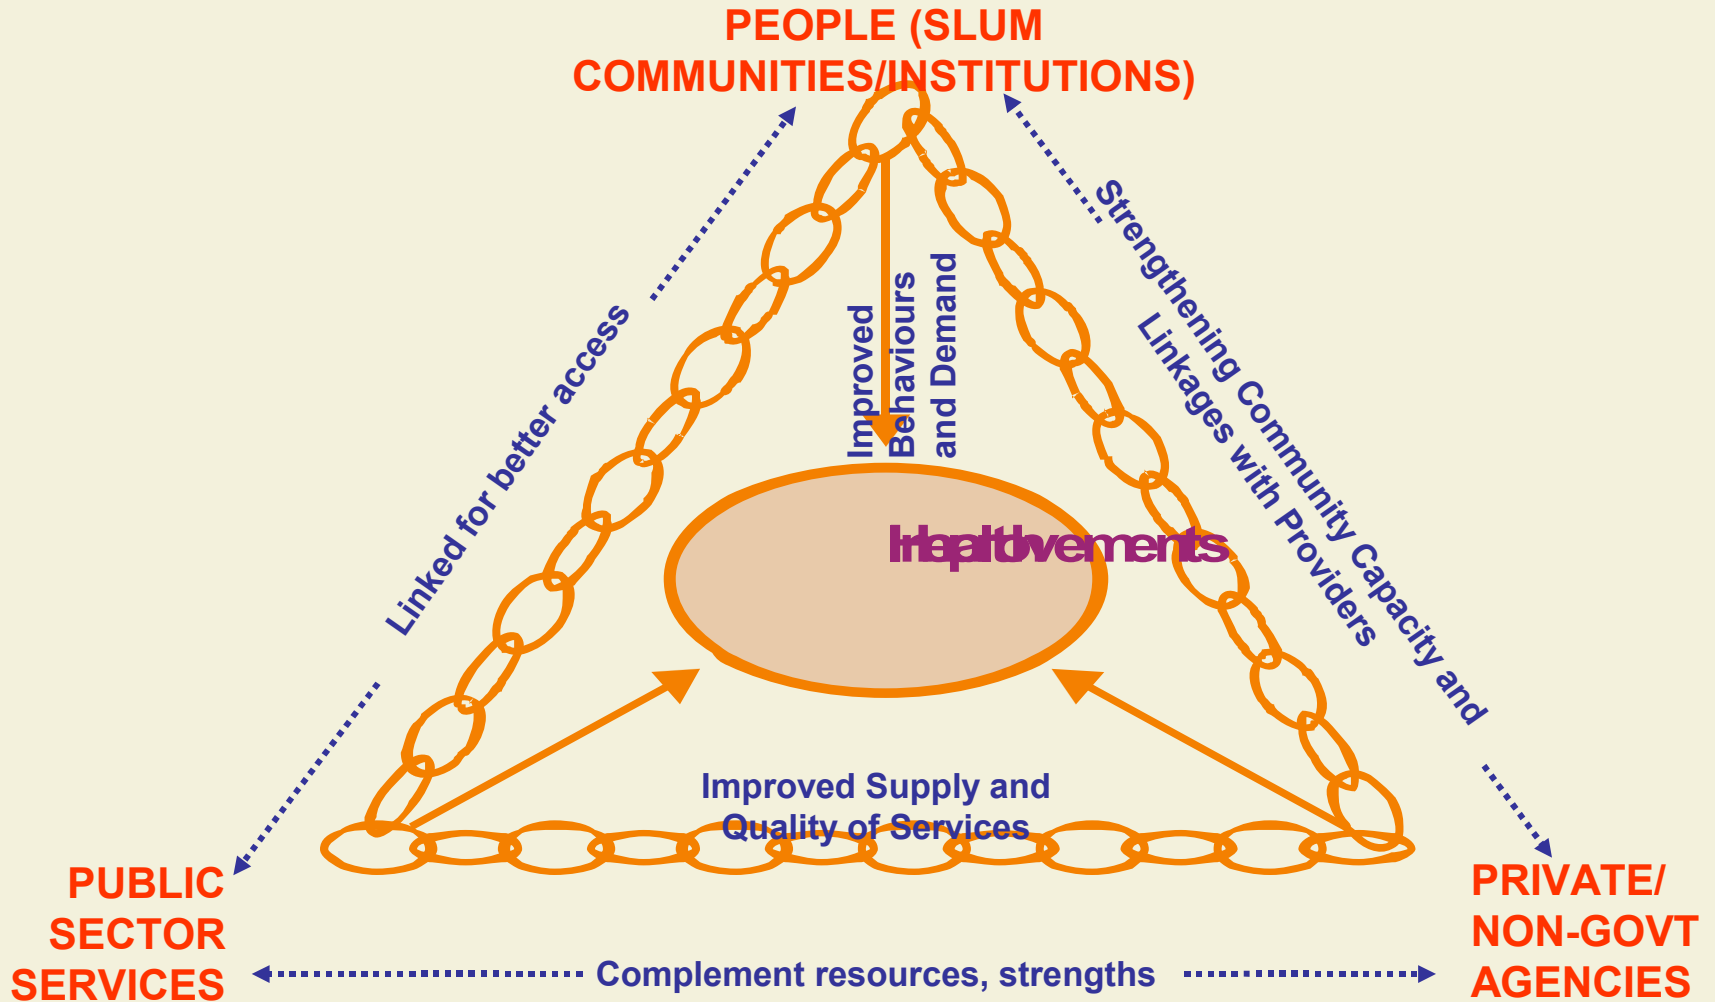 PEOPLE (SLUM
COMMUNITIES/INSTITUTIONS)
Linked for better access
Improved
Behaviours
and Demand
Strengthening Community Capacity and
Linkages with Providers
Improved Supply and
Quality of Services
PUBLIC
SECTOR
SERVICES
Complement resources, strengths
PRIVATE/
NON-GOVT
AGENCIES